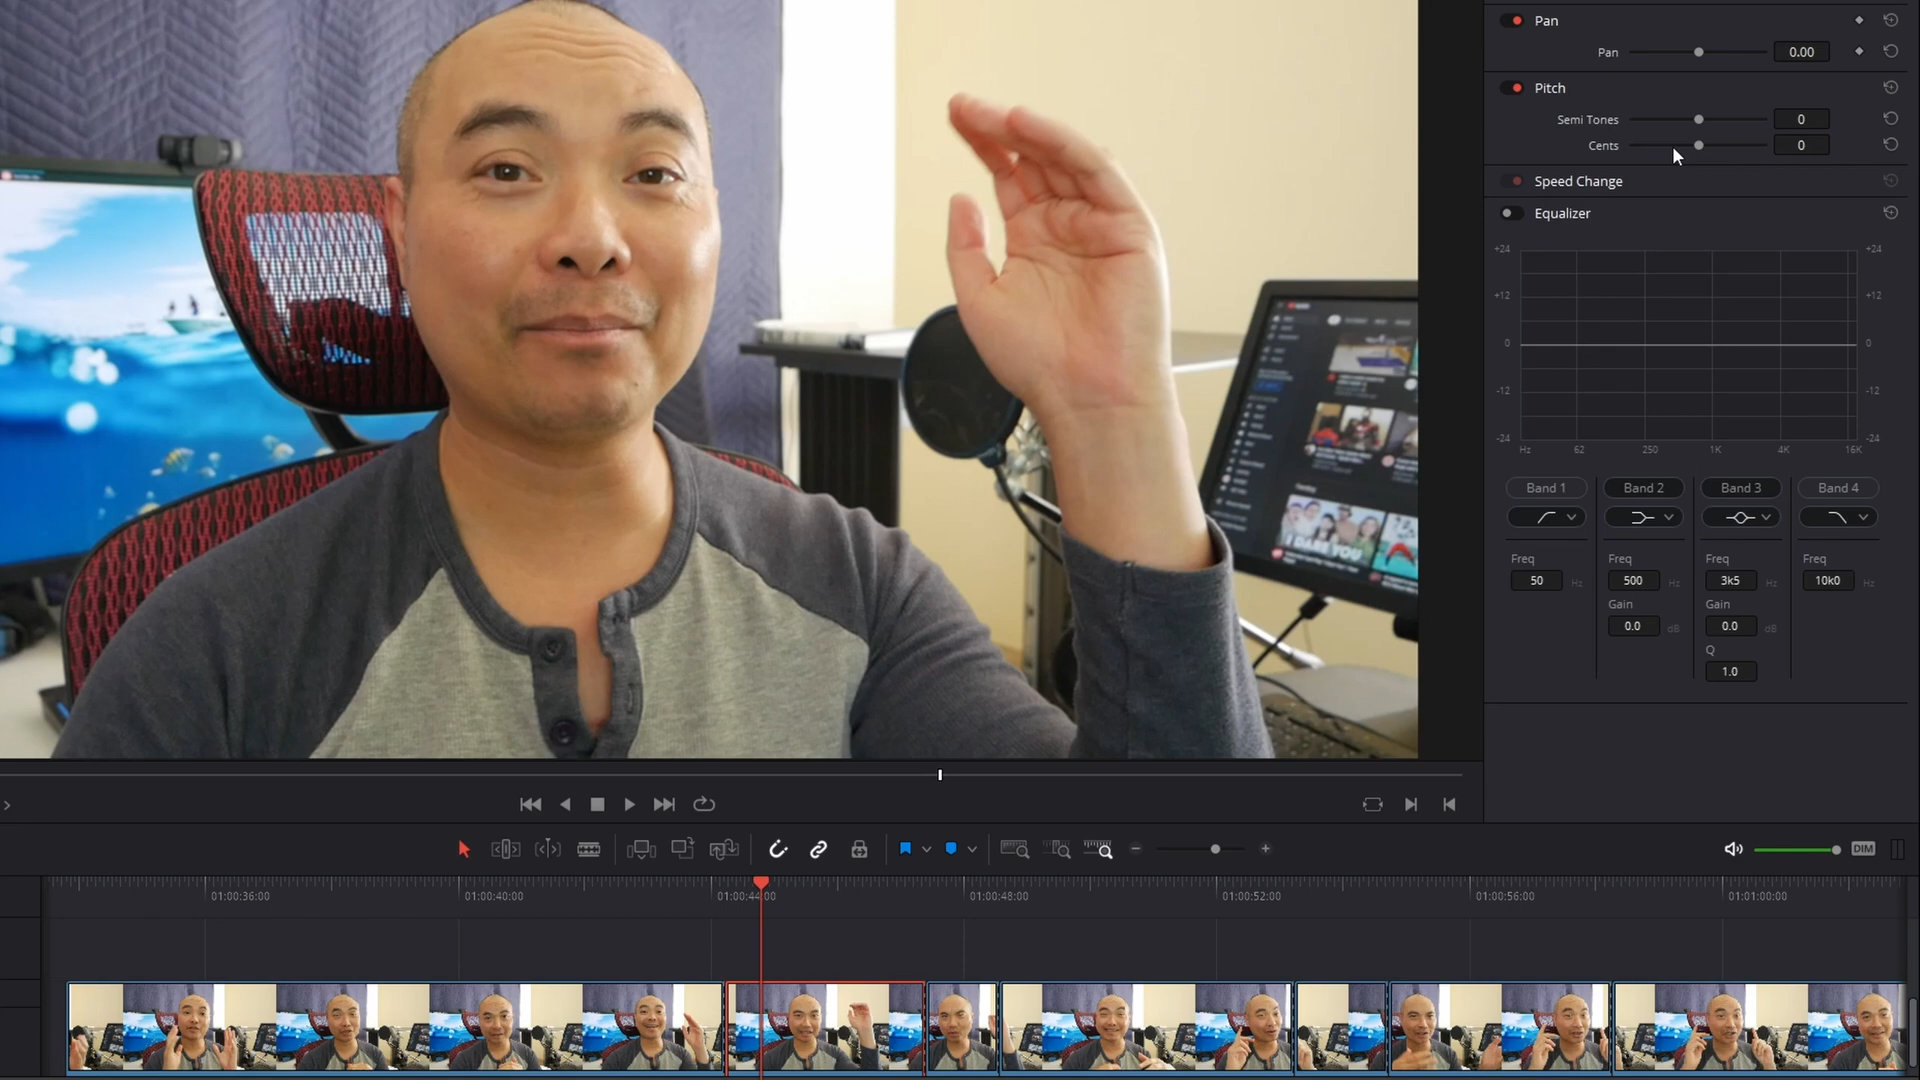 Pan
Pan 0.00
Pitch
Semi Tones 0
Cents 0
Speed Change
Equalizer
+24 +24
+12 +12
0 0
-12 -12
-24 -24
Hz 62 250 1K 4K 16K
Band 1 Band 2 Band 3 Band 4
Freq Freq Freq Freq
50 Hz 500 Hz 3k5 Hz 10k0 Hz
Gain Gain
0.0 dB 0.0 dB
Q
1.0
I DARE YOU
DIM
01:00:36:00 01:00:40:00 01:00:44:00 01:00:48:00 01:00:52:00 01:00:56:00 01:01:00:00